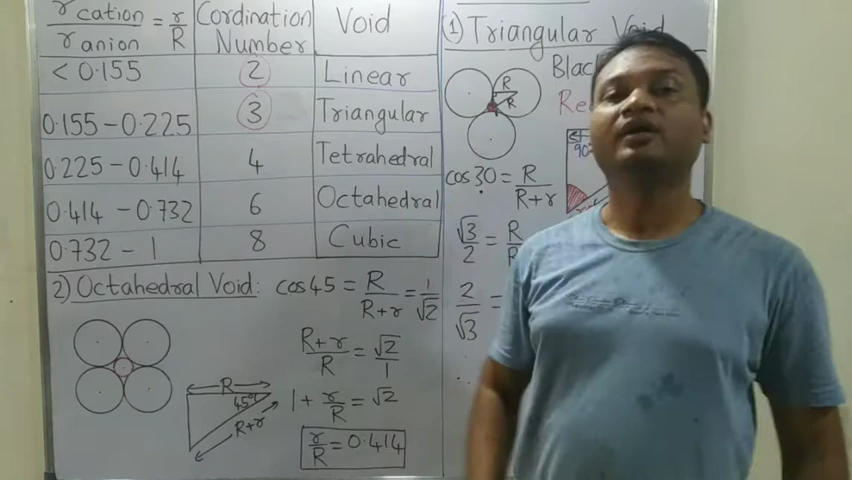 r cation / r anion = r/R Cordination Number Void
< 0.155 2 Linear
0.155 – 0.225 3 Triangular
0.225 – 0.414 4 Tetrahedral
0.414 – 0.732 6 Octahedral
0.732 – 1 8 Cubic
2) Octahedral Void: cos 45 = R / R+r = 1 / √2
R+r / R = √2 / 1
1 + r/R = √2
r/R = 0.414
R
45°
R+r
(1) Triangular Void
R
R
90°
cos 30 = R / R+r
√3 / 2 = R
2 / √3 =